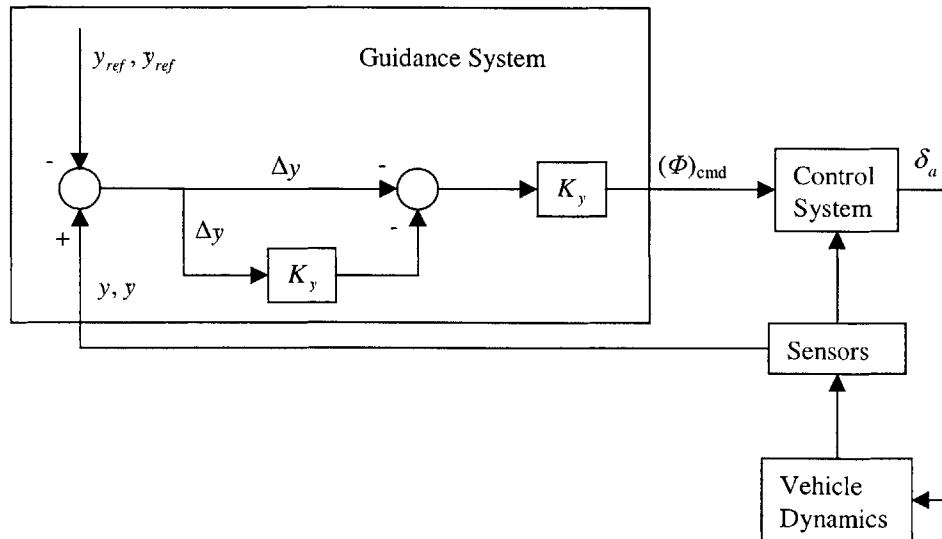 y_ref, y_ref
Guidance System
-
Δy
-
K_y
(Φ)_cmd
Control
System
δ_a
+
Δy
-
K_y
y, y
Sensors
Vehicle
Dynamics